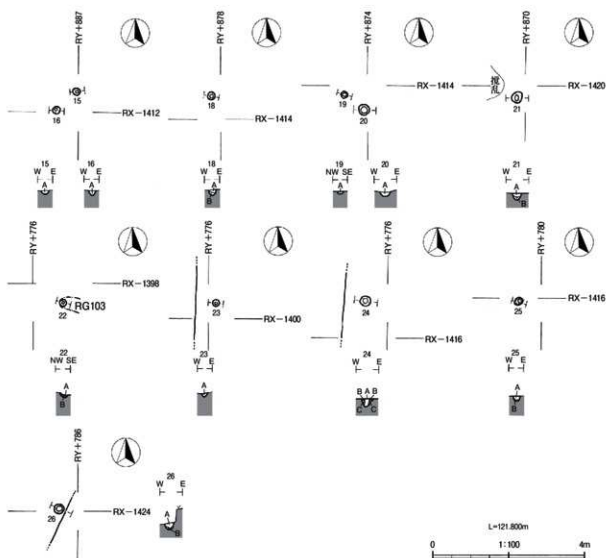 RY+887
15
16
RX-1412
15 16
W E W E
A A
RY+878
18
RX-1414
18
W E
A
B
RY+874
19
20
RX-1414
19 20
NW SE W E
A A
RY+870
撹乱
21
RX-1420
21
W E
A
B
RY+776
RX-1398
RG103
22
22
NW SE
A
B
RY+776
23
RX-1400
23
W E
A
RY+776
24
RX-1416
24
W E
B A B
C C
RY+780
RX-1416
25
25
W E
A
B
RY+786
RX-1424
26
26
W E
A
B
L=121.800m
0 1:100 4m